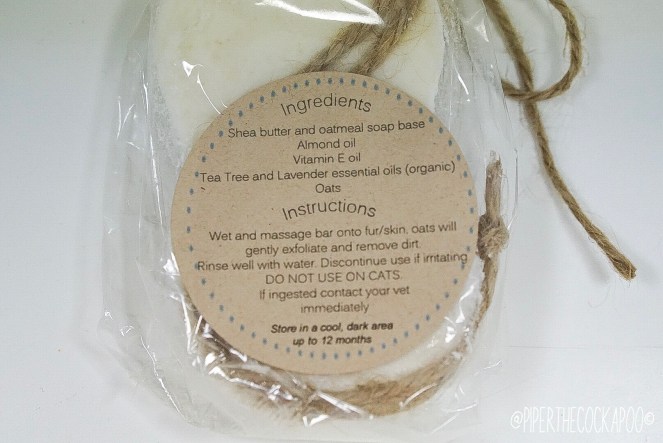 Ingredients
Shea butter and oatmeal soap base
Almond oil
Vitamin E oil
Tea Tree and Lavender essential oils (organic)
Oats
Instructions
Wet and massage bar onto fur/skin, oats will
gently exfoliate and remove dirt.
Rinse well with water. Discontinue use if irritating
DO NOT USE ON CATS.
If ingested contact your vet
immediately
Store in a cool, dark area
up to 12 months
@PIPERTHECOCKAPOO©